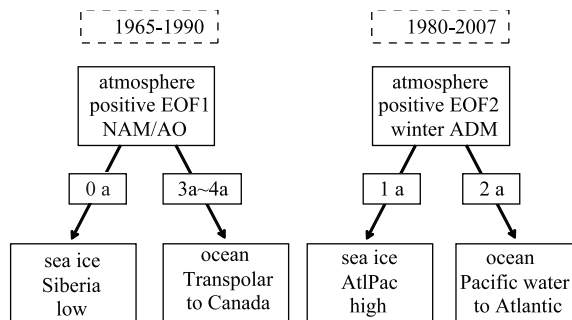 1965-1990
atmosphere
positive EOF1
NAM/AO
0 a
3a~4a
sea ice
Siberia
low
ocean
Transpolar
to Canada
1980-2007
atmosphere
positive EOF2
winter ADM
1 a
2 a
sea ice
AtlPac
high
ocean
Pacific water
to Atlantic